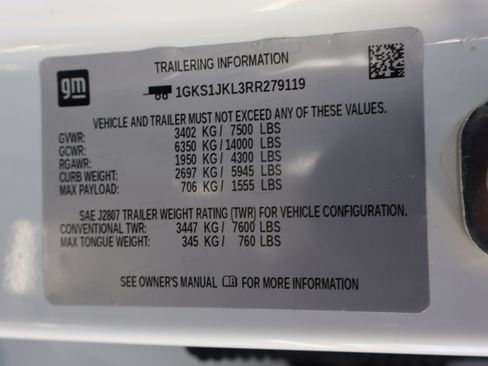 TRAILERING INFORMATION
gm
1GKS1JKL3RR279119
VEHICLE AND TRAILER MUST NOT EXCEED ANY OF THESE VALUES.
GVWR: 3402 KG / 7500 LBS
GCWR: 6350 KG / 14000 LBS
RGAWR: 1950 KG / 4300 LBS
CURB WEIGHT: 2697 KG / 5945 LBS
MAX PAYLOAD: 706 KG / 1555 LBS
SAE J2807 TRAILER WEIGHT RATING (TWR) FOR VEHICLE CONFIGURATION.
CONVENTIONAL TWR: 3447 KG / 7600 LBS
MAX TONGUE WEIGHT: 345 KG / 760 LBS
SEE OWNER'S MANUAL FOR MORE INFORMATION